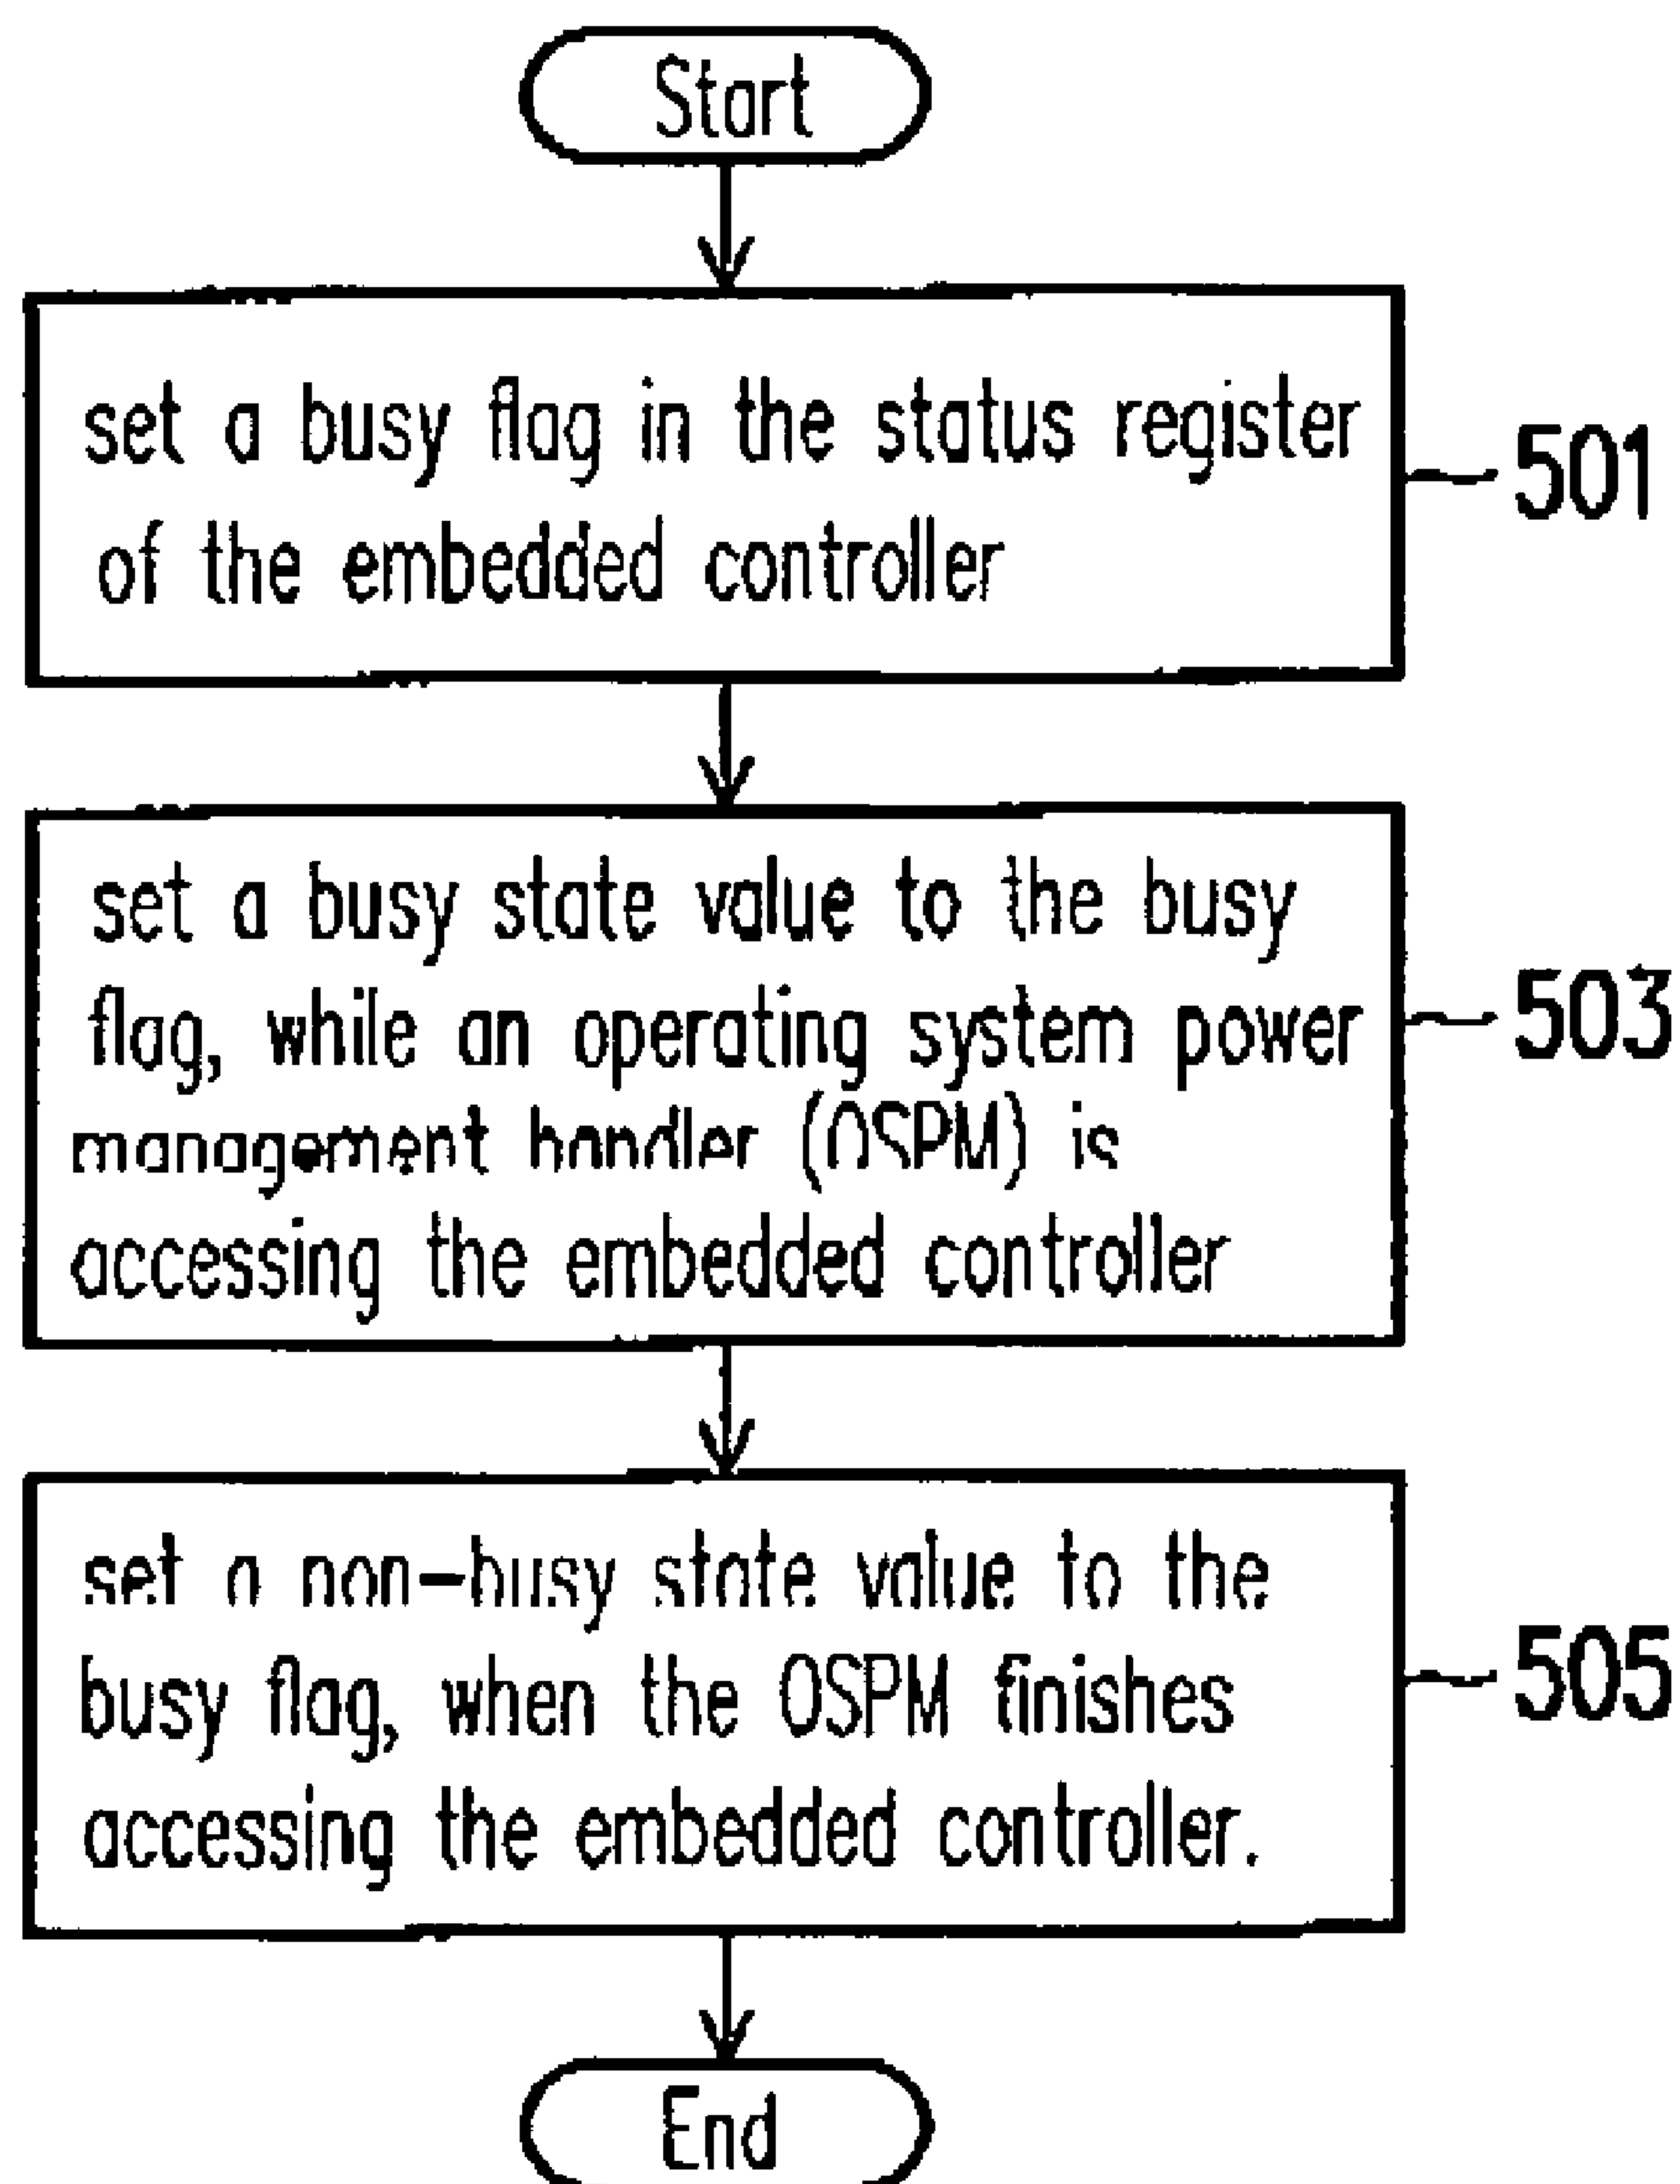 Start
set a busy flag in the status register
of the embedded controller
501
set a busy state value to the busy
flag, while an operating system power
management handler (OSPM) is
accessing the embedded controller
503
set a non-busy state value to the
busy flag, when the OSPM finishes
accessing the embedded controller.
505
End